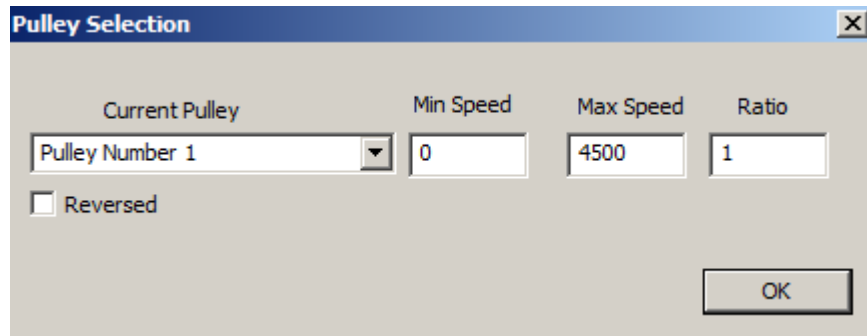 Pulley Selection
Current Pulley Min Speed Max Speed Ratio
Pulley Number 1 0 4500 1
Reversed
OK